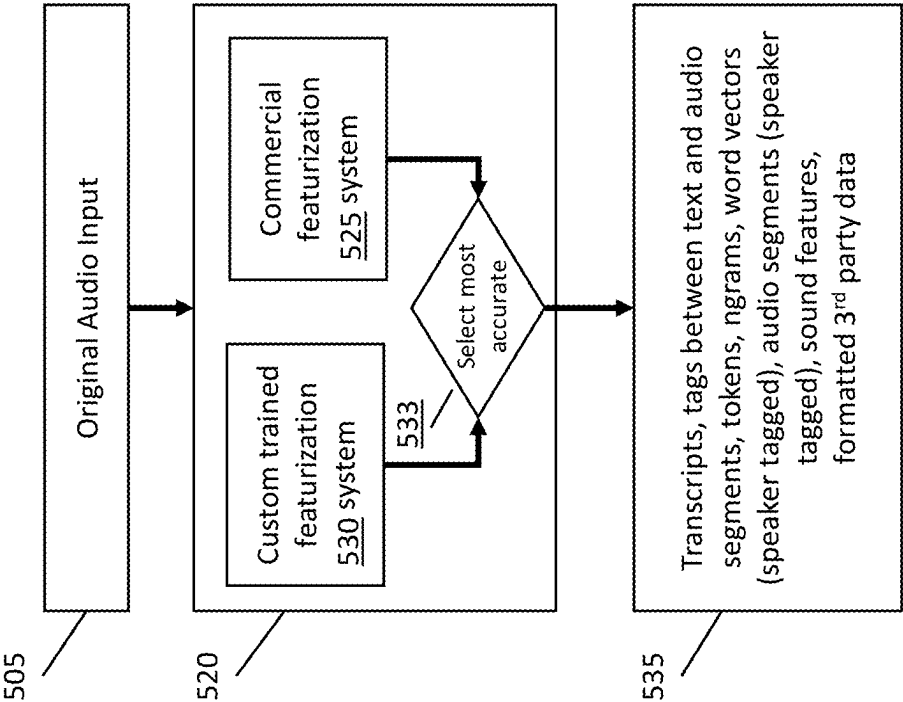 505
Original Audio Input
520
Custom trained
featurization
530 system
Commercial
featurization
525 system
533
Select most
accurate
535
Transcripts, tags between text and audio
segments, tokens, ngrams, word vectors
(speaker tagged), audio segments (speaker
tagged), sound features,
formatted 3rd party data